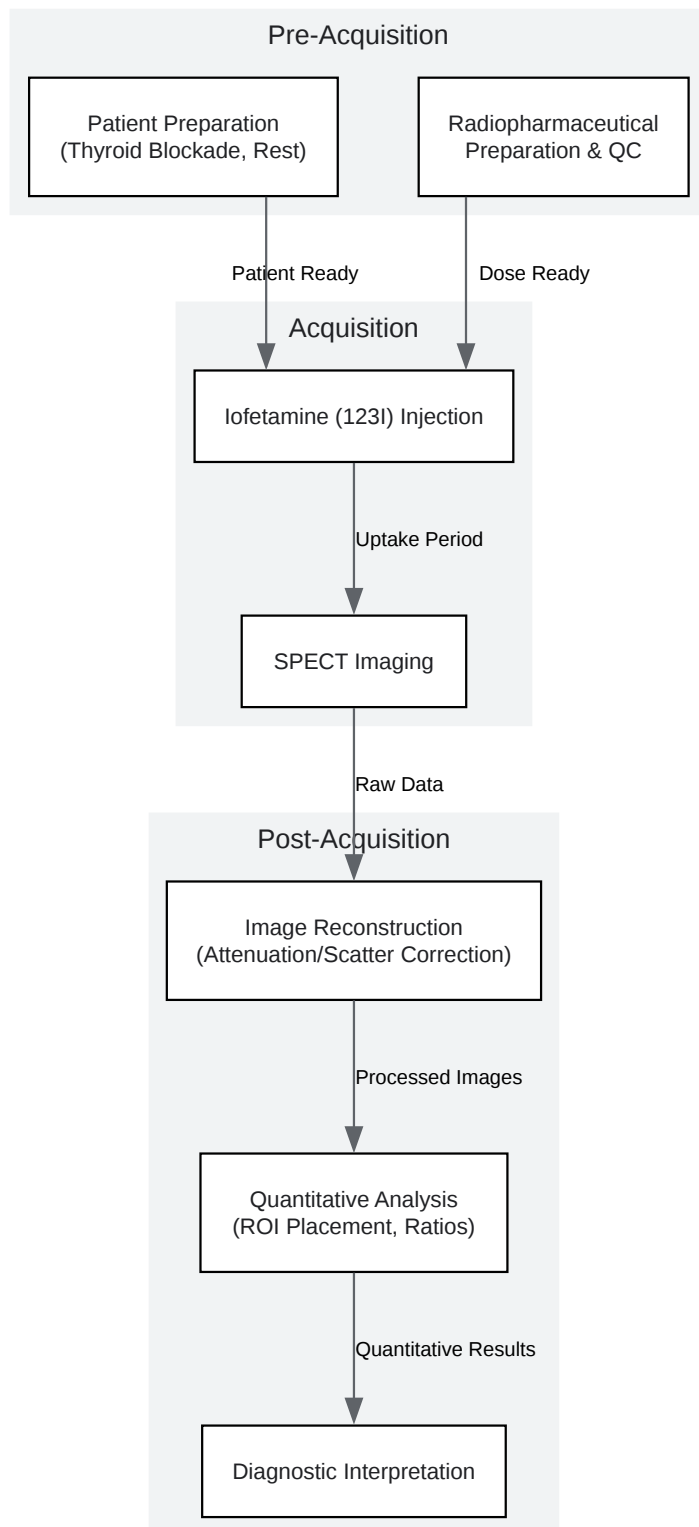 Pre-Acquisition
Patient Preparation
(Thyroid Blockade, Rest)
Radiopharmaceutical
Preparation & QC
Patient Ready
Dose Ready
Acquisition
Iofetamine (123I) Injection
Uptake Period
SPECT Imaging
Raw Data
Post-Acquisition
Image Reconstruction
(Attenuation/Scatter Correction)
Processed Images
Quantitative Analysis
(ROI Placement, Ratios)
Quantitative Results
Diagnostic Interpretation